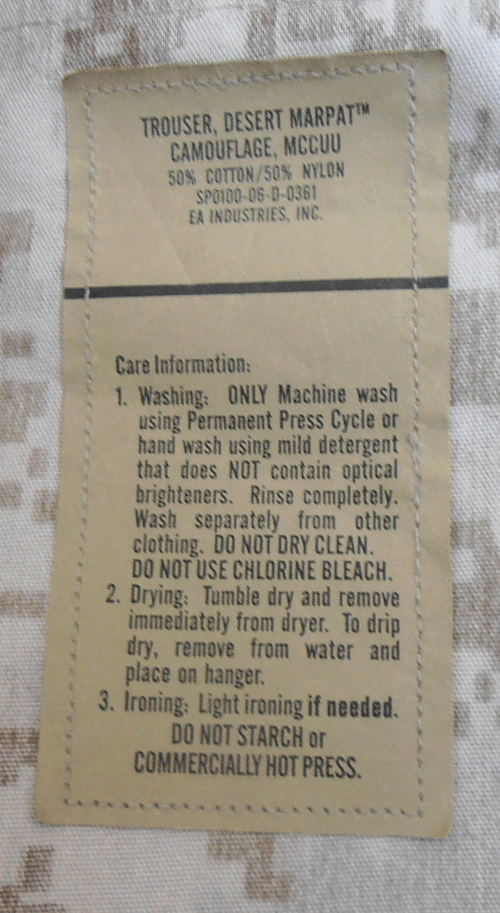 TROUSER, DESERT MARPAT™
CAMOUFLAGE, MCCUU
50% COTTON/50% NYLON
SPO100-06-D-0361
EA INDUSTRIES, INC.
Care Information:
1. Washing: ONLY Machine wash
using Permanent Press Cycle or
hand wash using mild detergent
that does NOT contain optical
brighteners. Rinse completely.
Wash separately from other
clothing. DO NOT DRY CLEAN.
DO NOT USE CHLORINE BLEACH.
2. Drying: Tumble dry and remove
immediately from dryer. To drip
dry, remove from water and
place on hanger.
3. Ironing: Light ironing if needed.
DO NOT STARCH or
COMMERCIALLY HOT PRESS.